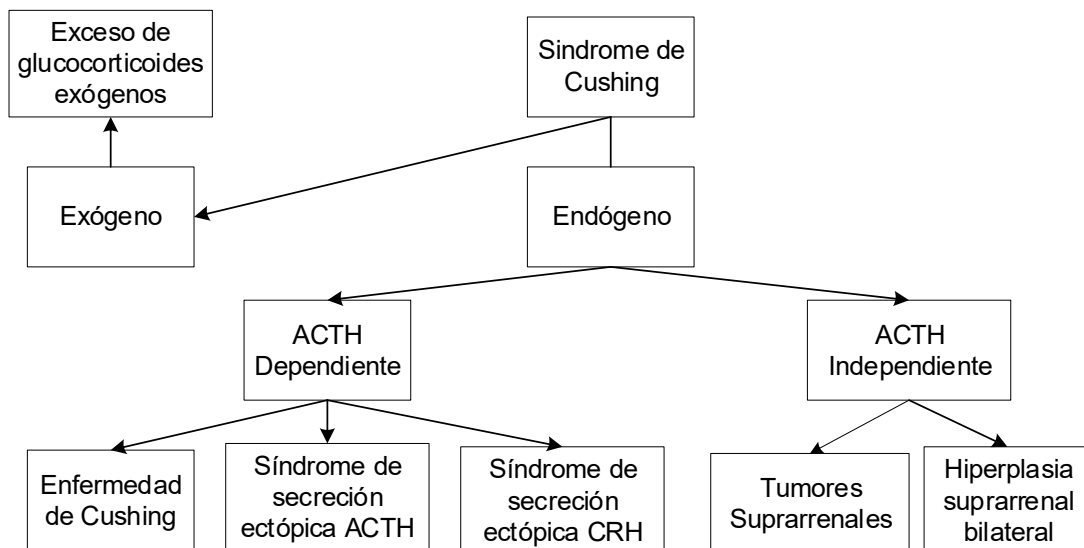 Exceso de
glucocorticoides
exógenos
Sindrome de
Cushing
Exógeno
Endógeno
ACTH
Dependiente
ACTH
Independiente
Enfermedad
de Cushing
Síndrome de
secreción
ectópica ACTH
Síndrome de
secreción
ectópica CRH
Tumores
Suprarrenales
Hiperplasia
suprarrenal
bilateral